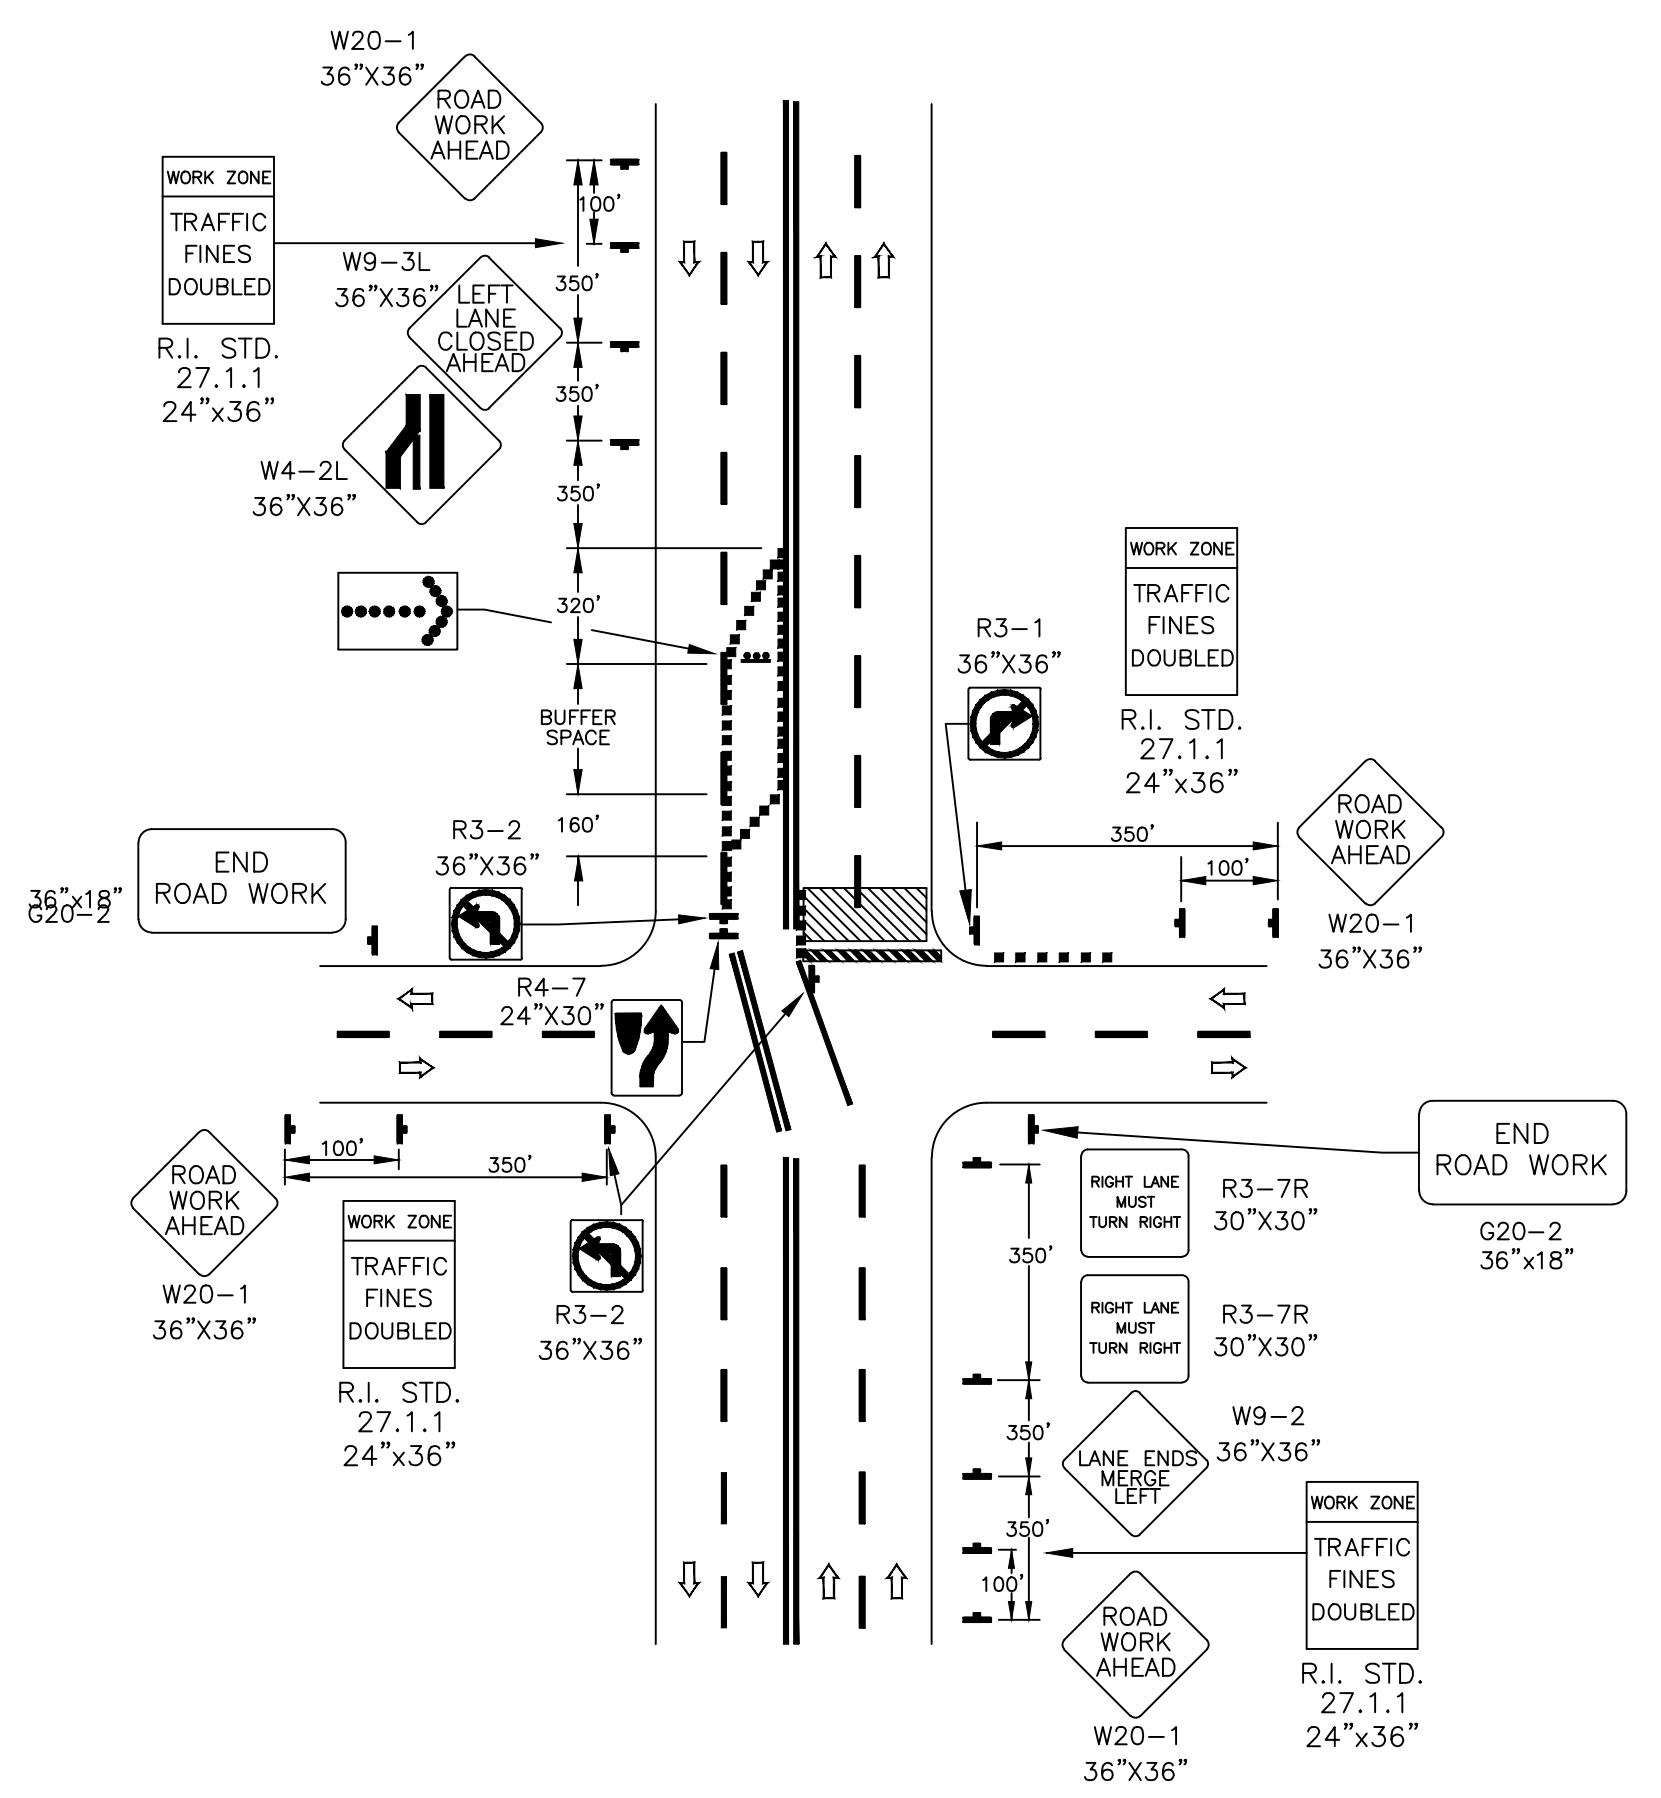 W20-1
36"X36"
ROAD
WORK
AHEAD
WORK ZONE
TRAFFIC
FINES
DOUBLED
R.I. STD.
27.1.1
24"x36"
100'
350'
W9-3L
36"X36"
LEFT
LANE
CLOSED
AHEAD
350'
W4-2L
36"X36"
350'
320'
BUFFER
SPACE
160'
WORK ZONE
TRAFFIC
FINES
DOUBLED
R.I. STD.
27.1.1
24"x36"
R3-1
36"X36"
350'
100'
ROAD
WORK
AHEAD
W20-1
36"X36"
END
ROAD WORK
36"x18"
G20-2
R3-2
36"X36"
R4-7
24"X30"
100'
350'
ROAD
WORK
AHEAD
W20-1
36"X36"
WORK ZONE
TRAFFIC
FINES
DOUBLED
R.I. STD.
27.1.1
24"x36"
R3-2
36"X36"
END
ROAD WORK
G20-2
36"x18"
RIGHT LANE
MUST
TURN RIGHT
R3-7R
30"X30"
350'
RIGHT LANE
MUST
TURN RIGHT
R3-7R
30"X30"
350'
LANE ENDS
MERGE
LEFT
W9-2
36"X36"
350'
100'
WORK ZONE
TRAFFIC
FINES
DOUBLED
R.I. STD.
27.1.1
24"x36"
ROAD
WORK
AHEAD
W20-1
36"X36"